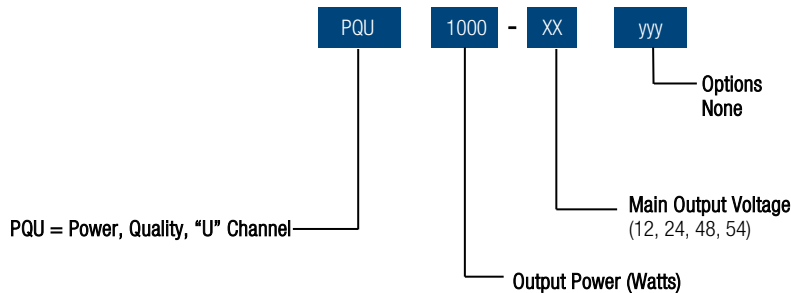 PQU 1000 - XX yyy
Options
None
Main Output Voltage
(12, 24, 48, 54)
PQU = Power, Quality, “U” Channel
Output Power (Watts)